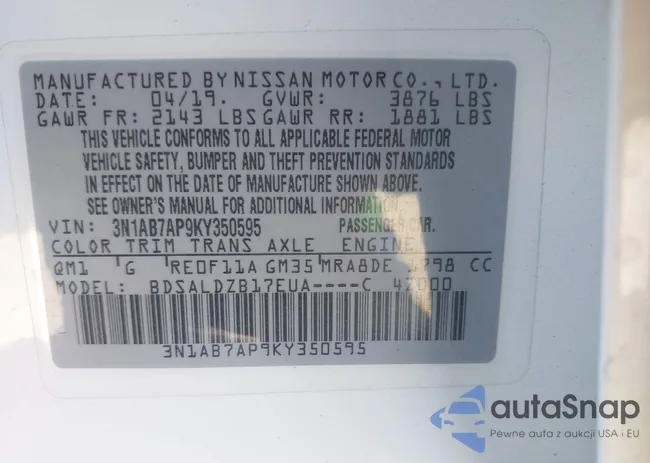 MANUFACTURED BY NISSAN MOTOR CO., LTD.
DATE: 04/19. GVWR: 3876 LBS
GAWR FR: 2143 LBS GAWR RR: 1881 LBS
THIS VEHICLE CONFORMS TO ALL APPLICABLE FEDERAL MOTOR
VEHICLE SAFETY, BUMPER AND THEFT PREVENTION STANDARDS
IN EFFECT ON THE DATE OF MANUFACTURE SHOWN ABOVE.
SEE OWNER'S MANUAL FOR ADDITIONAL INFORMATION.
VIN: 3N1AB7AP9KY350595 PASSENGER CAR.
COLOR TRIM TRANS AXLE ENGINE
QM1 G RE0F11A GM35 MRA8DE 1798 CC
MODEL: BDSALDZB17EUA----C 42000
3N1AB7AP9KY350595
autaSnap
Pewne auta z aukcji USA i EU